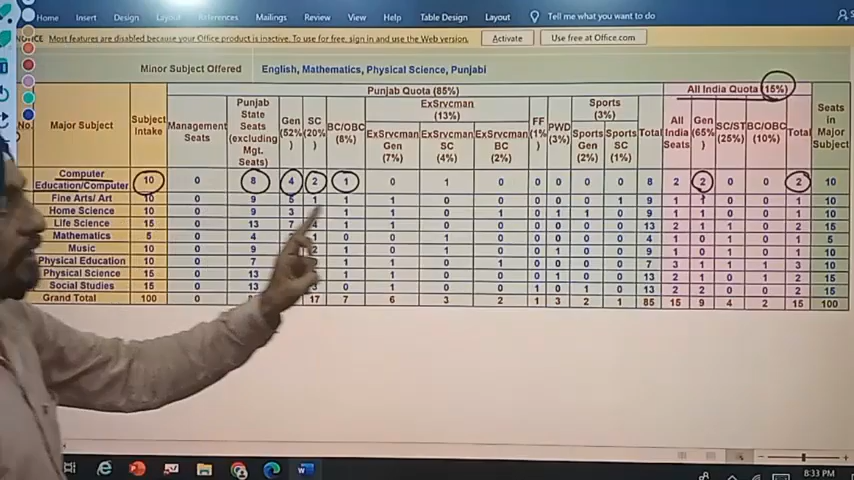 Home Insert Design Layout References Mailings Review View Help Table Design Layout Tell me what you want to do
Most features are disabled because your Office product is inactive. To use for free, sign in and use the Web version. Activate Use free at Office.com
Minor Subject Offered English, Mathematics, Physical Science, Punjabi
Punjab Quota (85%) All India Quota (15%)
No. Major Subject Subject Intake Management Seats Punjab State Seats (excluding Mgt. Seats) Gen (52%) SC (20%) BC/OBC (8%) ExSrvcman (13%) ExSrvcman Gen (7%) ExSrvcman SC (4%) ExSrvcman BC (2%) FF (1%) PWD (3%) Sports (3%) Sports Gen (2%) Sports SC (1%) Total All India Seats Gen (65%) SC/ST (25%) BC/OBC (10%) Total Seats in Major Subject
Computer Education/Computer 10 0 8 4 2 1 0 1 0 0 0 0 0 8 2 2 0 0 2 10
Fine Arts/ Art 10 0 9 5 1 1 1 0 0 0 0 0 1 9 1 1 0 0 1 10
Home Science 10 0 9 3 1 1 0 1 0 1 1 0 9 1 1 0 0 1 10
Life Science 15 0 13 7 4 1 1 0 0 0 0 0 0 13 2 1 1 0 2 15
Mathematics 5 0 4 1 0 0 1 0 0 0 0 0 4 1 0 1 0 1 5
Music 10 0 9 2 1 0 0 0 0 1 0 0 9 1 0 1 0 1 10
Physical Education 10 0 7 1 1 0 1 0 0 0 0 7 3 1 1 1 3 10
Physical Science 15 0 13 1 1 0 0 0 1 0 0 13 2 1 0 1 2 15
Social Studies 15 0 13 3 0 1 0 1 1 0 1 0 13 2 2 0 0 2 15
Grand Total 100 0 17 7 6 3 2 1 3 2 1 85 15 9 4 2 15 100
8:33 PM